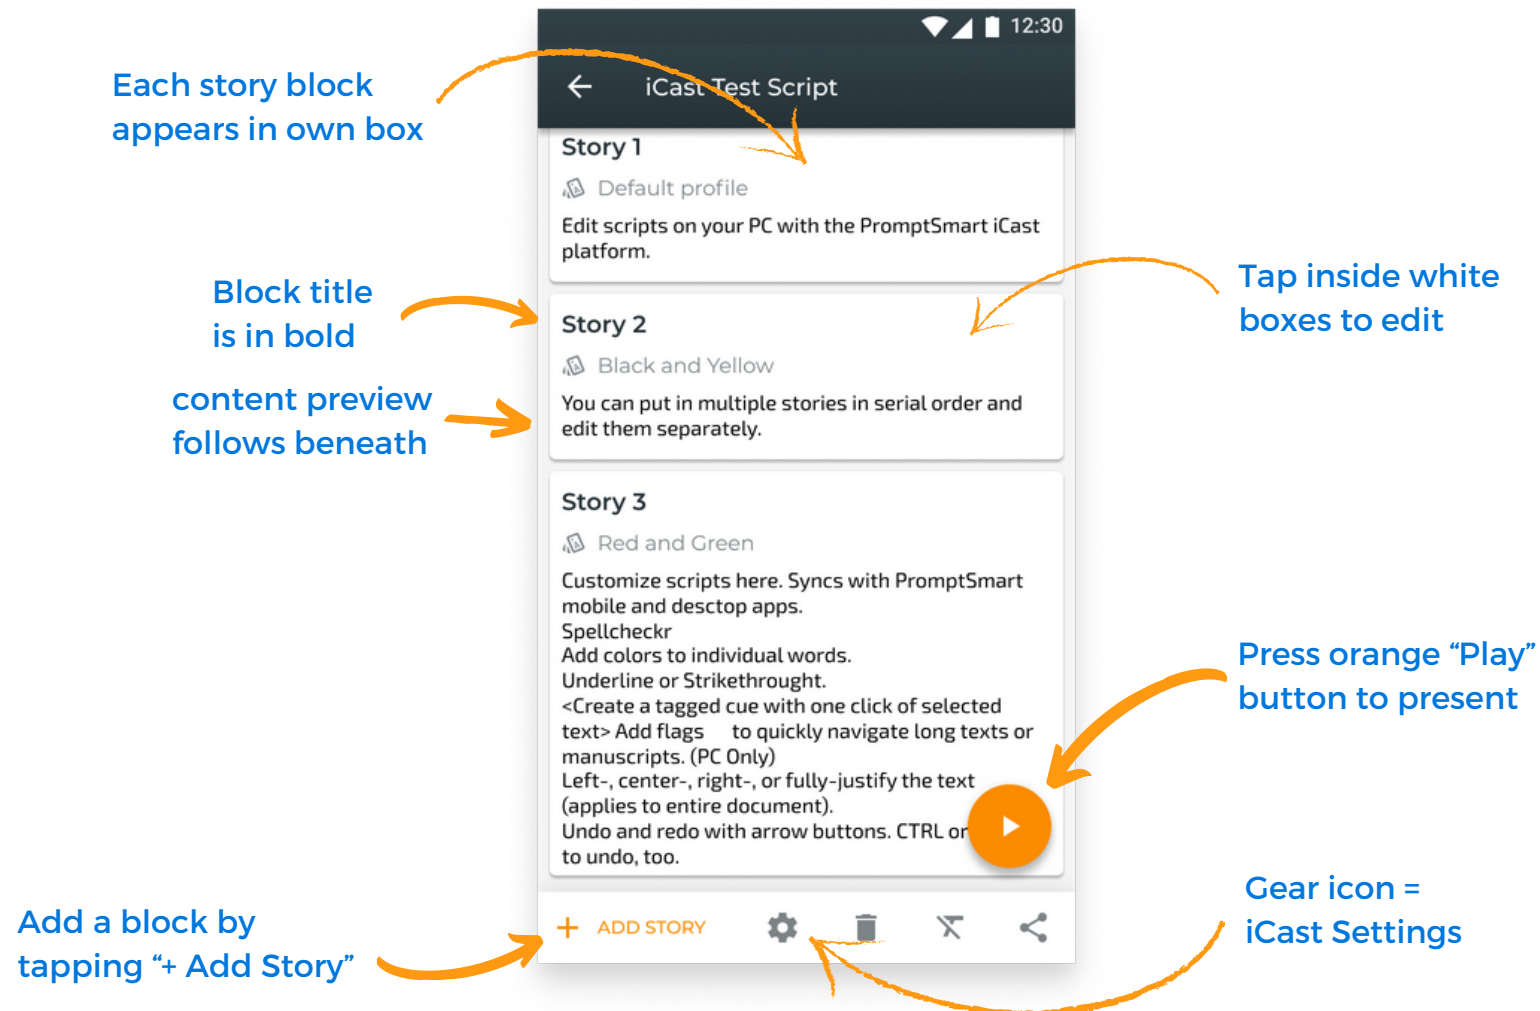 12:30
iCast Test Script
Each story block
appears in own box
Story 1
Default profile
Edit scripts on your PC with the PromptSmart iCast
platform.
Block title
is in bold
Tap inside white
boxes to edit
Story 2
Black and Yellow
content preview
follows beneath
You can put in multiple stories in serial order and
edit them separately.
Story 3
Red and Green
Customize scripts here. Syncs with PromptSmart
mobile and desctop apps.
Spellcheckr
Add colors to individual words.
Underline or Strikethrought.
<Create a tagged cue with one click of selected
text> Add flags to quickly navigate long texts or
manuscripts. (PC Only)
Left-, center-, right-, or fully-justify the text
(applies to entire document).
Undo and redo with arrow buttons. CTRL or
to undo, too.
Press orange “Play”
button to present
Add a block by
tapping “+ Add Story”
+ ADD STORY
Gear icon =
iCast Settings